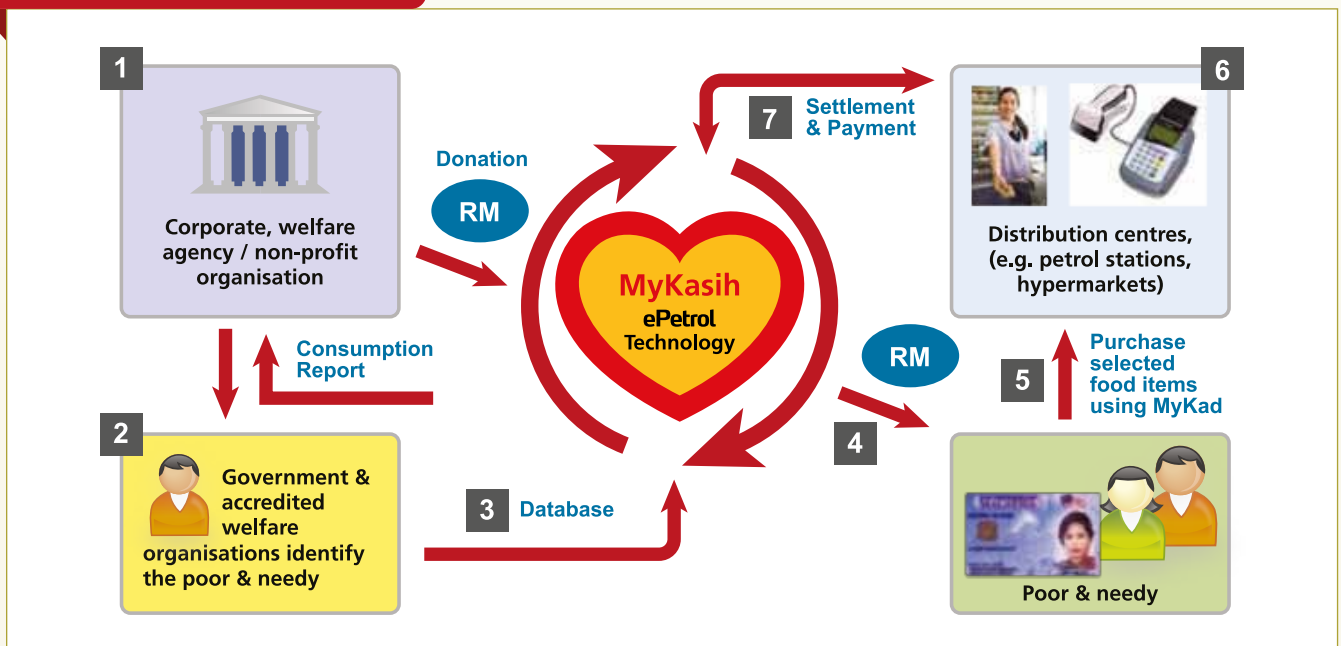 1
Corporate, welfare
agency / non-profit
organisation
Donation
RM
Consumption
Report
2
Government &
accredited
welfare
organisations identify
the poor & needy
3
Database
MyKasih
ePetrol
Technology
4
RM
Poor & needy
5
Purchase
selected
food items
using MyKad
6
Distribution centres,
(e.g. petrol stations,
hypermarkets)
7
Settlement
& Payment